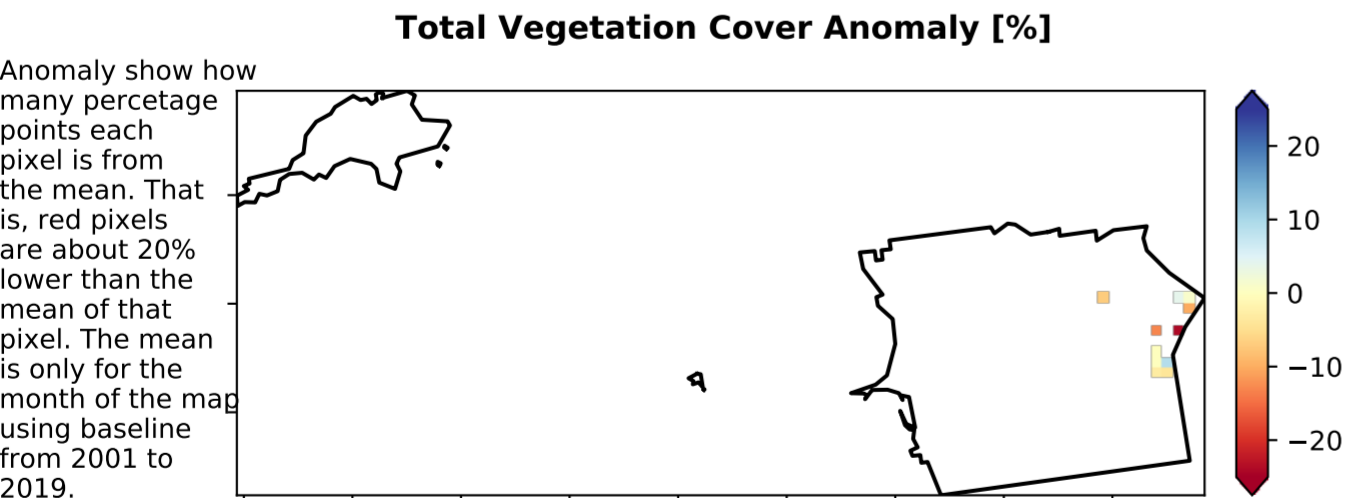 Total Vegetation Cover Anomaly [%]
Anomaly show how
many percetage
points each
pixel is from
the mean. That
is, red pixels
are about 20%
lower than the
mean of that
pixel. The mean
is only for the
month of the map
using baseline
from 2001 to
2019.
20
10
0
−10
−20